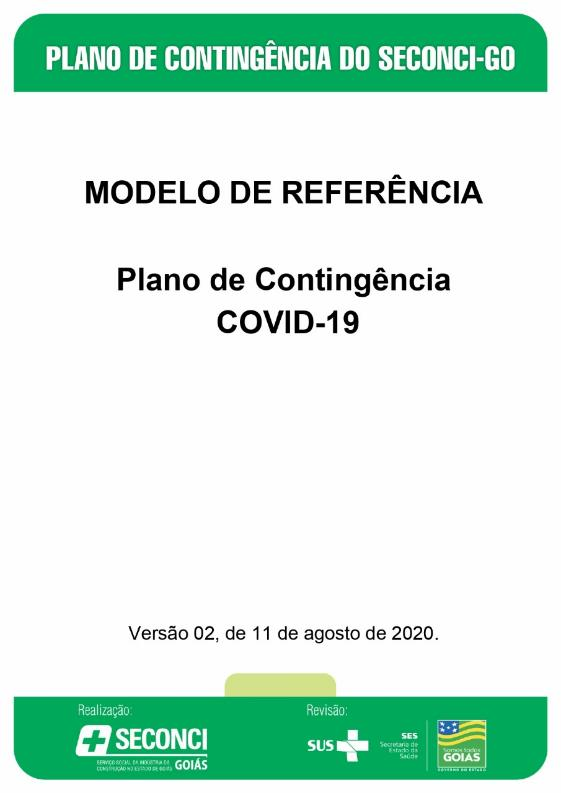 PLANO DE CONTINGÊNCIA DO SECONCI-GO
MODELO DE REFERÊNCIA
Plano de Contingência
COVID-19
Versão 02, de 11 de agosto de 2020.
Realização:
SECONCI
SERVIÇO SOCIAL DA INDÚSTRIA DA
CONSTRUÇÃO NO ESTADO DE GOIÁS
GOIÁS
Revisão:
SUS
SES
Secretaria de
Estado da
Saúde
Somos todos
GOIÁS
GOVERNO DO ESTADO